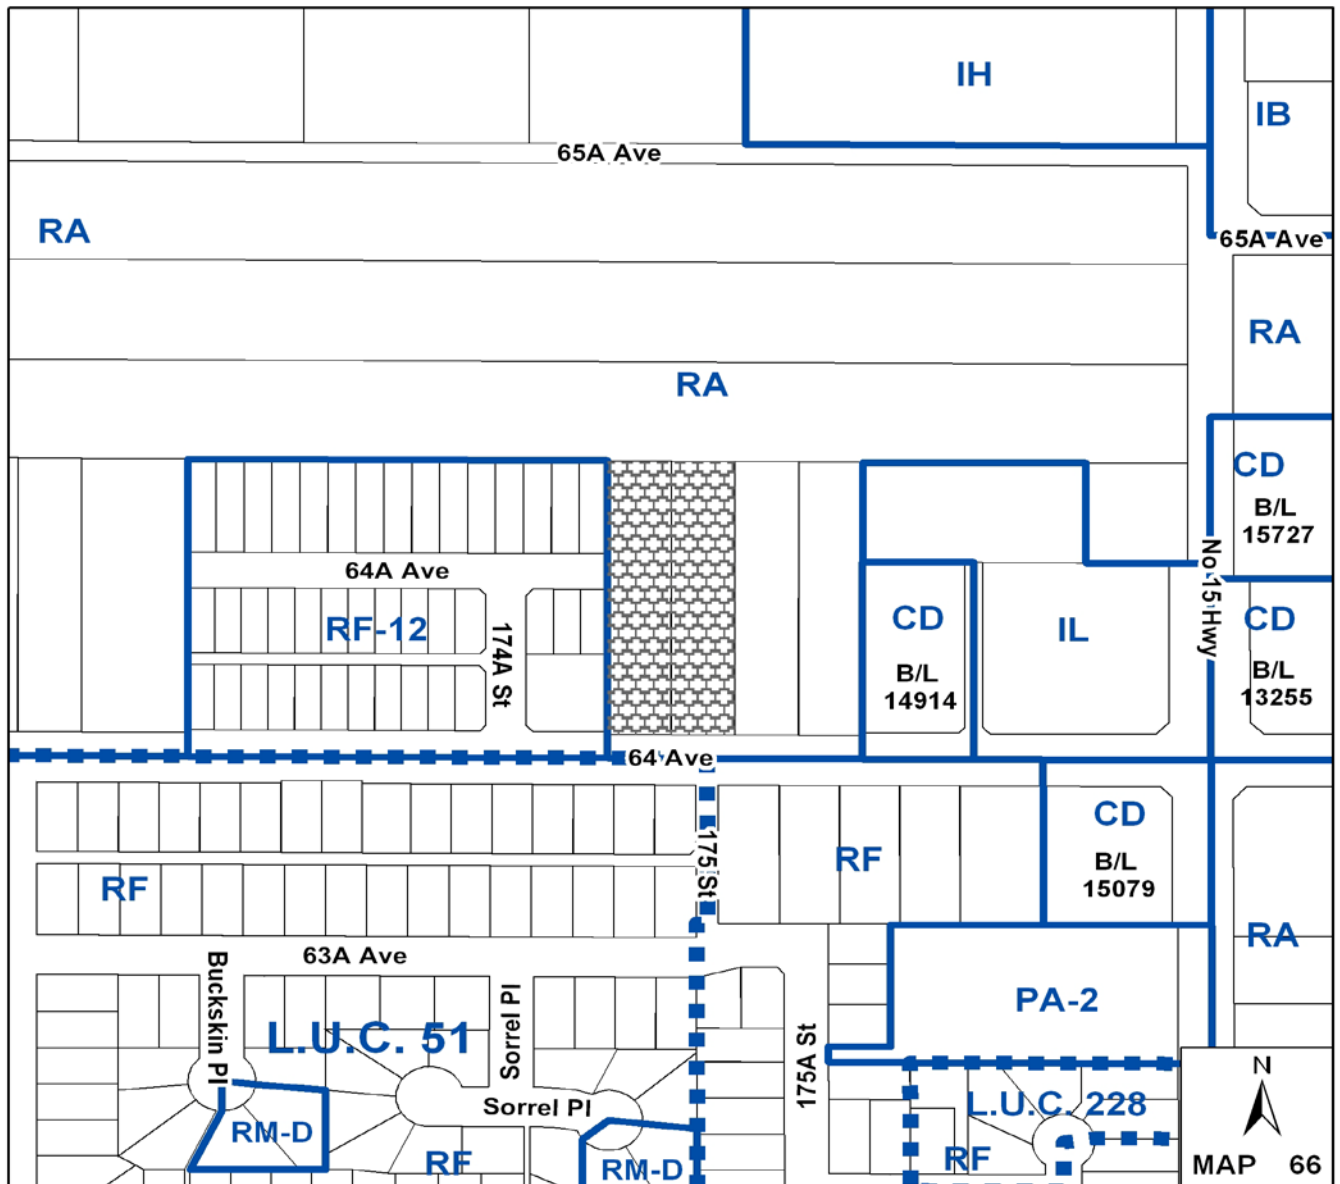 IH
IB
65A Ave
RA
65A Ave
RA
RA
CD
B/L
15727
No 15 Hwy
64A Ave
RF-12
174A St
CD
B/L
14914
IL
CD
B/L
13255
64 Ave
175 St
CD
B/L
15079
RF
RF
RA
63A Ave
Buckskin Pl
Sorrel Pl
L.U.C. 51
PA-2
175A St
N
Sorrel Pl
L.U.C. 228
RM-D
RF
RM-D
RF
MAP 66